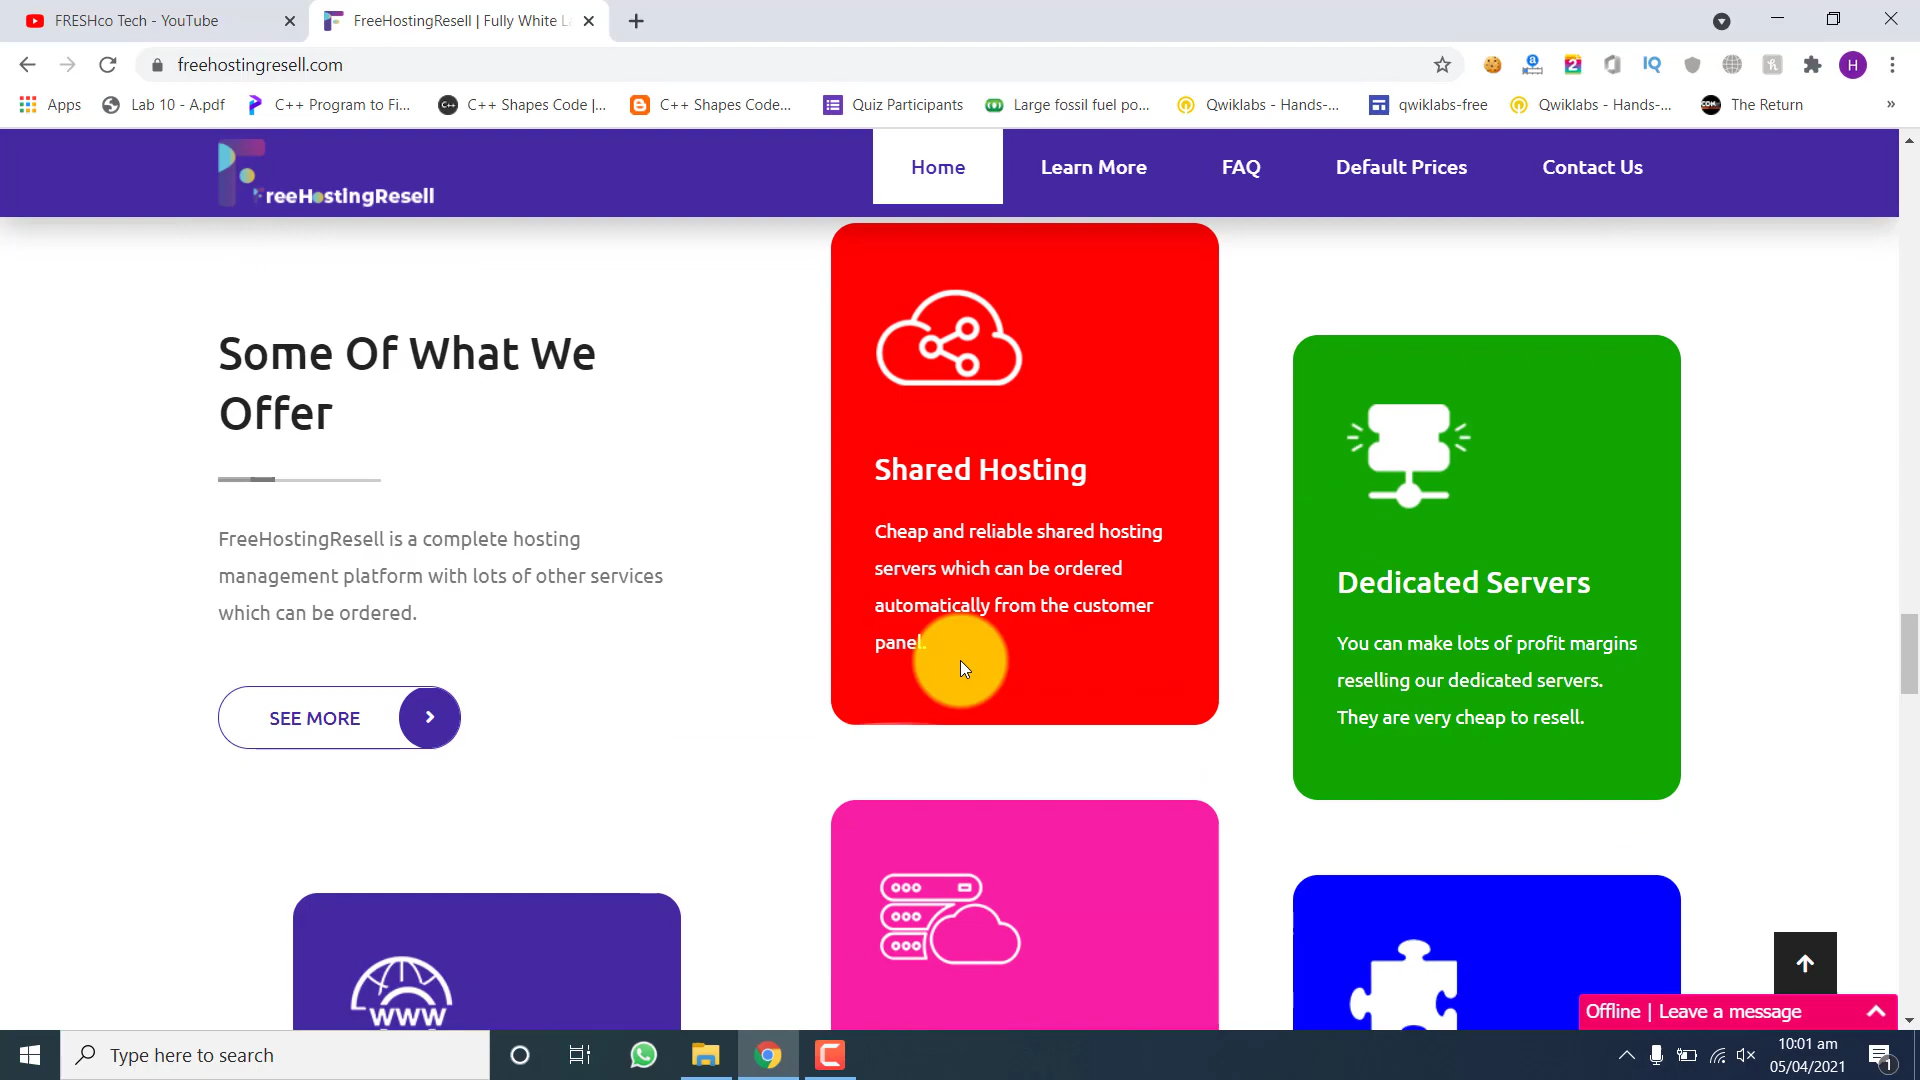 FRESHco Tech - YouTube
FreeHostingResell | Fully White L
freehostingresell.com
Apps
Lab 10 - A.pdf
C++ Program to Fi...
C++ Shapes Code |...
C++ Shapes Code...
Quiz Participants
Large fossil fuel po...
Qwiklabs - Hands-...
qwiklabs-free
Qwiklabs - Hands-...
The Return
»
IQ
H
reeHostingResell
Home
Learn More
FAQ
Default Prices
Contact Us
Some Of What We
Offer
FreeHostingResell is a complete hosting
management platform with lots of other services
which can be ordered.
SEE MORE
Shared Hosting
Cheap and reliable shared hosting
servers which can be ordered
automatically from the customer
panel.
Dedicated Servers
You can make lots of profit margins
reselling our dedicated servers.
They are very cheap to resell.
WWW
Offline | Leave a message
Type here to search
10:01 am
05/04/2021
1